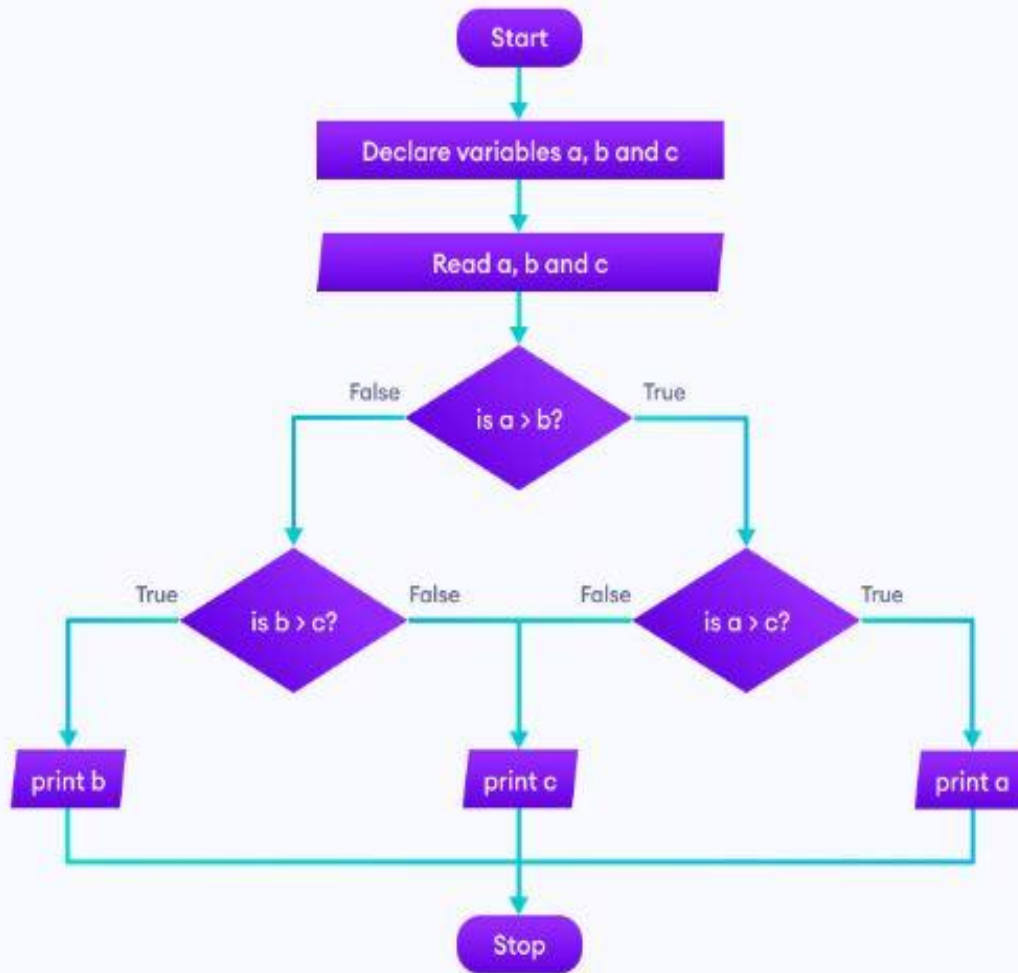 Start
Declare variables a, b and c
Read a, b and c
False
True
is a > b?
True
False
False
True
is b > c?
is a > c?
print b
print c
print a
Stop